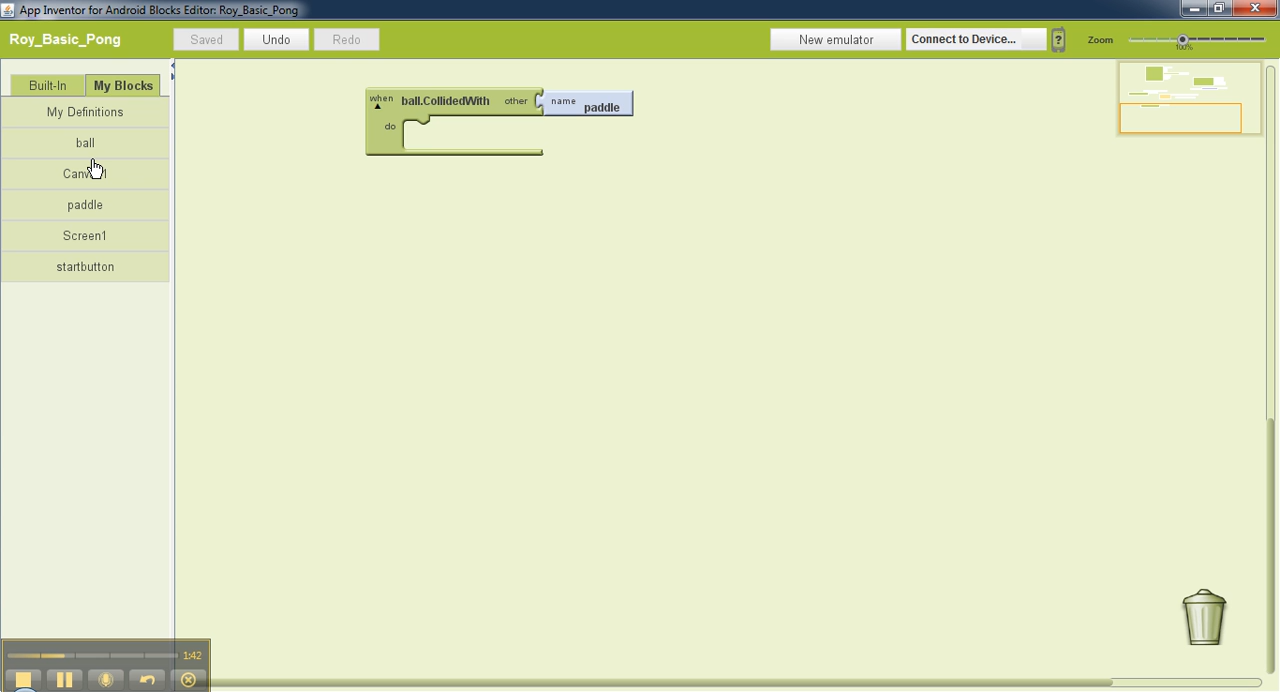 App Inventor for Android Blocks Editor: Roy_Basic_Pong
Roy_Basic_Pong Saved Undo Redo New emulator Connect to Device... ? Zoom 100%
Built-In My Blocks
My Definitions
ball
paddle
Screen1
startbutton
when ball.CollidedWith other name paddle
do
1:42